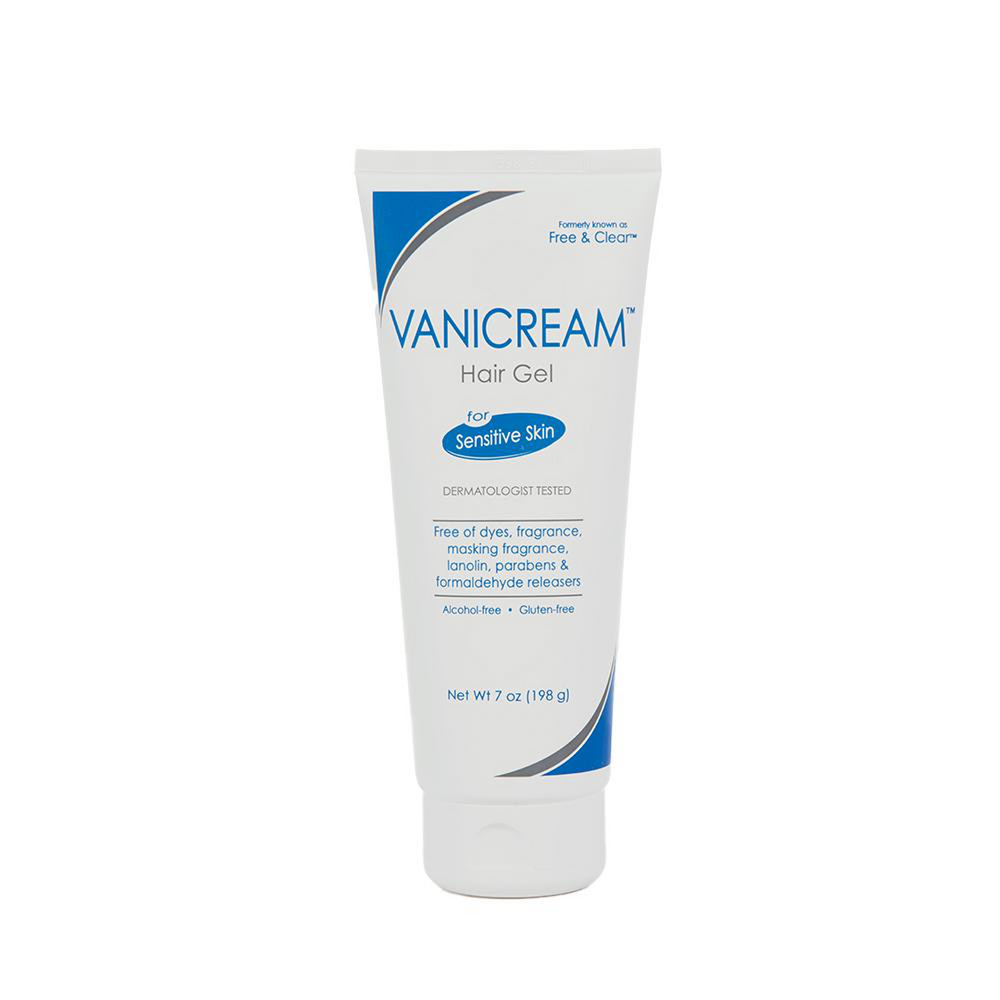 Formerly known as
Free & Clear™
VANICREAM™
Hair Gel
for
Sensitive Skin
DERMATOLOGIST TESTED
Free of dyes, fragrance,
masking fragrance,
lanolin, parabens &
formaldehyde releasers
Alcohol-free • Gluten-free
Net Wt 7 oz (198 g)